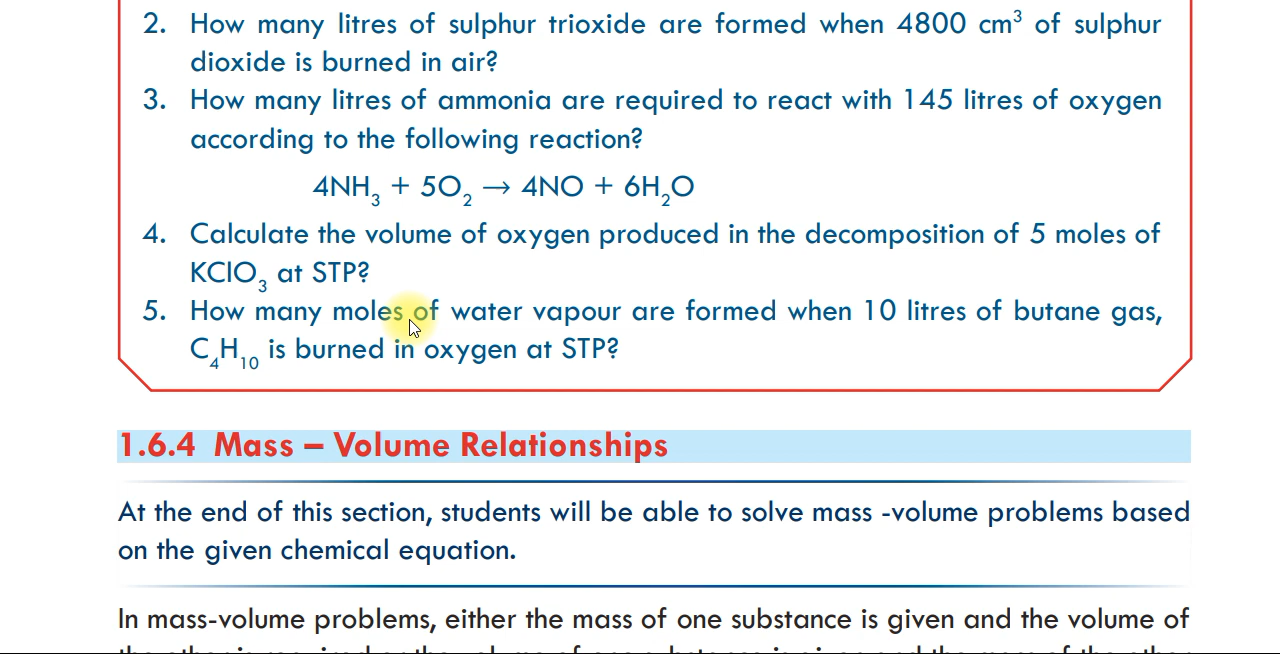 2. How many litres of sulphur trioxide are formed when 4800 cm³ of sulphur
dioxide is burned in air?
3. How many litres of ammonia are required to react with 145 litres of oxygen
according to the following reaction?
4NH₃ + 5O₂ → 4NO + 6H₂O
4. Calculate the volume of oxygen produced in the decomposition of 5 moles of
KClO₃ at STP?
5. How many moles of water vapour are formed when 10 litres of butane gas,
C₄H₁₀ is burned in oxygen at STP?
1.6.4 Mass – Volume Relationships
At the end of this section, students will be able to solve mass -volume problems based
on the given chemical equation.
In mass-volume problems, either the mass of one substance is given and the volume of